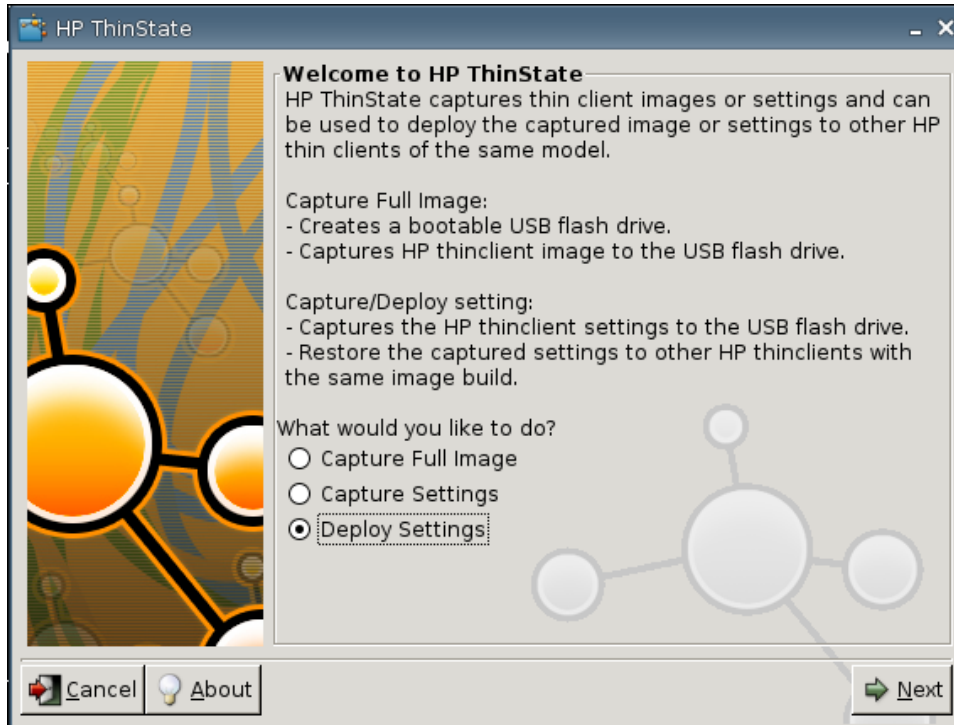 HP ThinState
Welcome to HP ThinState
HP ThinState captures thin client images or settings and can
be used to deploy the captured image or settings to other HP
thin clients of the same model.
Capture Full Image:
- Creates a bootable USB flash drive.
- Captures HP thinclient image to the USB flash drive.
Capture/Deploy setting:
- Captures the HP thinclient settings to the USB flash drive.
- Restore the captured settings to other HP thinclients with
the same image build.
What would you like to do?
Capture Full Image
Capture Settings
Deploy Settings
Cancel
About
Next